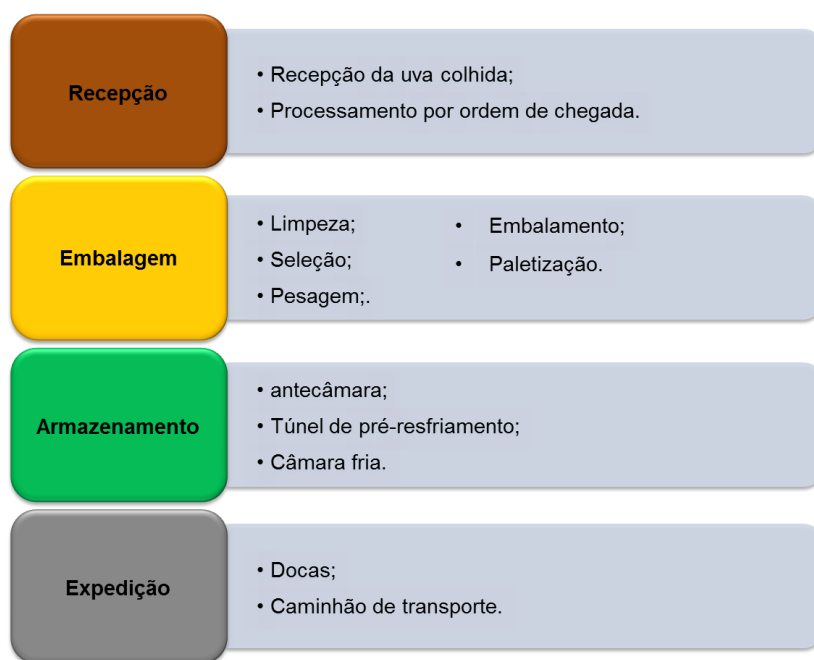 Recepção
• Recepção da uva colhida;
• Processamento por ordem de chegada.
Embalagem
• Limpeza;
• Seleção;
• Pesagem;.
• Embalamento;
• Paletização.
Armazenamento
• antecâmara;
• Túnel de pré-resfriamento;
• Câmara fria.
Expedição
• Docas;
• Caminhão de transporte.